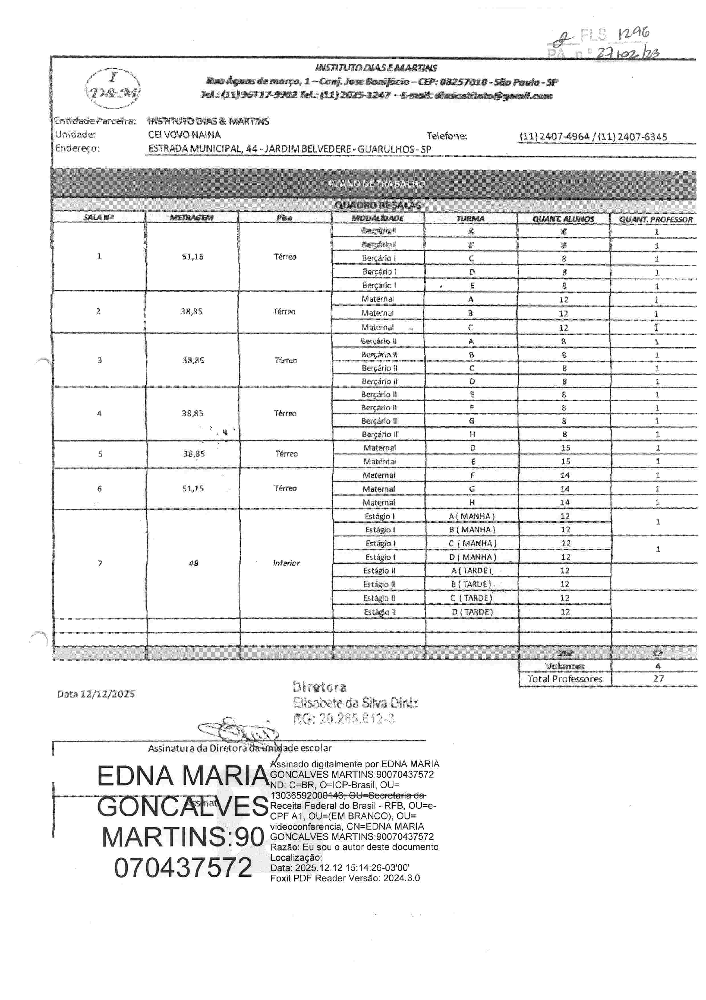 FLS 1296
PA nº 27102/23
I
D&M
INSTITUTO DIAS E MARTINS
Rua Águas de março, 1 – Conj. Jose Bonifácio – CEP: 08257010 - São Paulo - SP
Tel.: (11) 96717-9902 Tel.: (11) 2025-1247 – E-mail: diasinstituto@gmail.com
Entidade Parceira: INSTITUTO DIAS & MARTINS
Unidade: CEI VOVO NAINA Telefone: (11) 2407-4964 / (11) 2407-6345
Endereço: ESTRADA MUNICIPAL, 44 - JARDIM BELVEDERE - GUARULHOS - SP
PLANO DE TRABALHO
QUADRO DE SALAS
SALA Nº METRAGEM Piso MODALIDADE TURMA QUANT. ALUNOS QUANT. PROFESSOR
Berçário I A 8 1
Berçário I B 8 1
1 51,15 Térreo Berçário I C 8 1
Berçário I D 8 1
Berçário I E 8 1
Maternal A 12 1
2 38,85 Térreo Maternal B 12 1
Maternal C 12 1
Berçário II A 8 1
Berçário II B 8 1
3 38,85 Térreo Berçário II C 8 1
Berçário II D 8 1
Berçário II E 8 1
Berçário II F 8 1
4 38,85 Térreo Berçário II G 8 1
Berçário II H 8 1
Maternal D 15 1
5 38,85 Térreo Maternal E 15 1
Maternal F 14 1
6 51,15 Térreo Maternal G 14 1
Maternal H 14 1
Estágio I A ( MANHA ) 12 1
Estágio I B ( MANHA ) 12
Estágio I C ( MANHA ) 12 1
Estágio I D ( MANHA ) 12
7 48 Inferior Estágio II A ( TARDE ) 12
Estágio II B ( TARDE ) 12
Estágio II C ( TARDE ) 12
Estágio II D ( TARDE ) 12
306 23
Volantes 4
Total Professores 27
Data 12/12/2025
Diretora
Elisabete da Silva Diniz
RG: 20.265.612-3
Assinatura da Diretora da unidade escolar
Assinat
EDNA MARIA
GONCALVES
MARTINS:90
070437572
Assinado digitalmente por EDNA MARIA
GONCALVES MARTINS:90070437572
ND: C=BR, O=ICP-Brasil, OU=
13036592000143, OU=Secretaria da
Receita Federal do Brasil - RFB, OU=e-
CPF A1, OU=(EM BRANCO), OU=
videoconferencia, CN=EDNA MARIA
GONCALVES MARTINS:90070437572
Razão: Eu sou o autor deste documento
Localização:
Data: 2025.12.12 15:14:26-03'00'
Foxit PDF Reader Versão: 2024.3.0